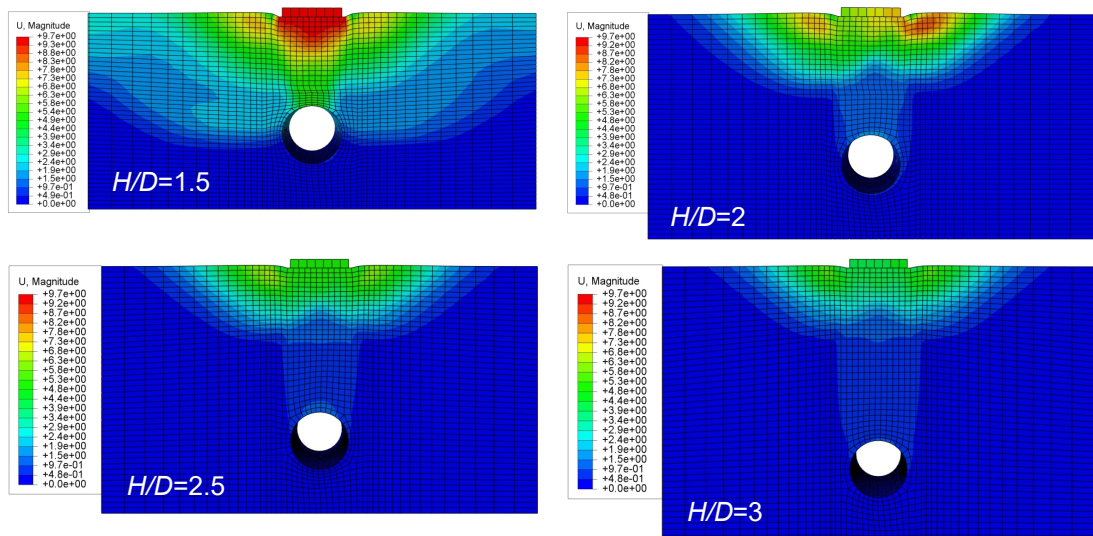 U, Magnitude
+9.7e+00
+9.3e+00
+8.8e+00
+8.3e+00
+7.8e+00
+7.3e+00
+6.8e+00
+6.3e+00
+5.8e+00
+5.4e+00
+4.9e+00
+4.4e+00
+3.9e+00
+3.4e+00
+2.9e+00
+2.4e+00
+1.9e+00
+1.5e+00
+9.7e-01
+4.9e-01
+0.0e+00
H/D=1.5
U, Magnitude
+9.7e+00
+9.2e+00
+8.7e+00
+8.2e+00
+7.8e+00
+7.3e+00
+6.8e+00
+6.3e+00
+5.8e+00
+5.3e+00
+4.9e+00
+4.4e+00
+3.9e+00
+3.4e+00
+2.9e+00
+2.4e+00
+1.9e+00
+1.5e+00
+9.7e-01
+4.9e-01
+0.0e+00
H/D=2
U, Magnitude
+9.7e+00
+9.2e+00
+8.7e+00
+8.2e+00
+7.8e+00
+7.3e+00
+6.8e+00
+6.3e+00
+5.8e+00
+5.3e+00
+4.8e+00
+4.4e+00
+3.9e+00
+3.4e+00
+2.9e+00
+2.4e+00
+1.9e+00
+1.5e+00
+9.7e-01
+4.8e-01
+0.0e+00
H/D=2.5
U, Magnitude
+9.7e+00
+9.2e+00
+8.7e+00
+8.2e+00
+7.8e+00
+7.3e+00
+6.8e+00
+6.3e+00
+5.8e+00
+5.3e+00
+4.8e+00
+4.4e+00
+3.9e+00
+3.4e+00
+2.9e+00
+2.4e+00
+1.9e+00
+1.5e+00
+9.7e-01
+4.8e-01
+0.0e+00
H/D=3